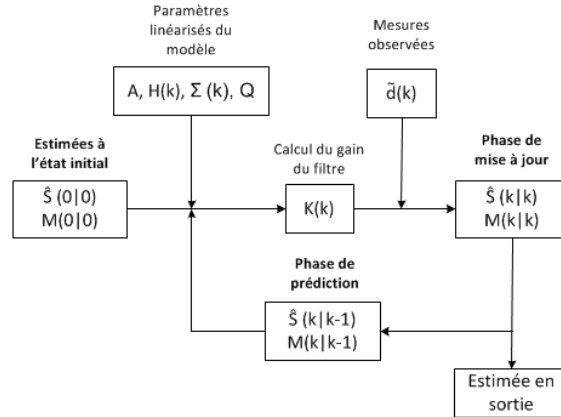 Paramètres
linéarisés du
modèle
A, H(k), Σ (k), Q
Mesures
observées
d̃(k)
Estimées à
l'état initial
Ŝ (0|0)
M(0|0)
Calcul du gain
du filtre
K(k)
Phase de
mise à jour
Ŝ (k|k)
M(k|k)
Phase de
prédiction
Ŝ (k|k-1)
M(k|k-1)
Estimée en
sortie